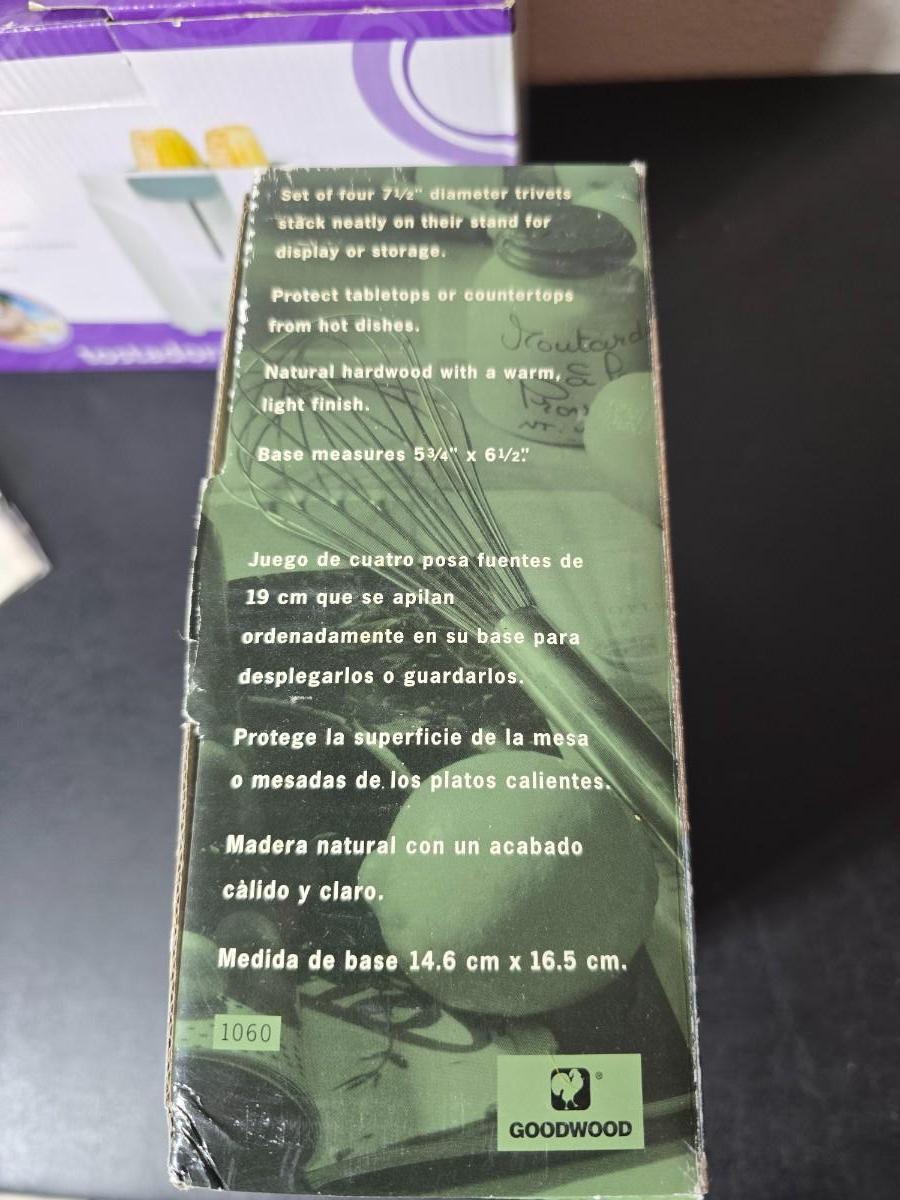 Set of four 7½" diameter trivets
stack neatly on their stand for
display or storage.
Protect tabletops or countertops
from hot dishes.
Natural hardwood with a warm,
light finish.
Base measures 5¾" x 6½".
Juego de cuatro posa fuentes de
19 cm que se apilan
ordenadamente en su base para
desplegarlos o guardarlos.
Protege la superficie de la mesa
o mesadas de los platos calientes.
Madera natural con un acabado
càlido y claro.
Medida de base 14.6 cm x 16.5 cm.
1060
®
GOODWOOD